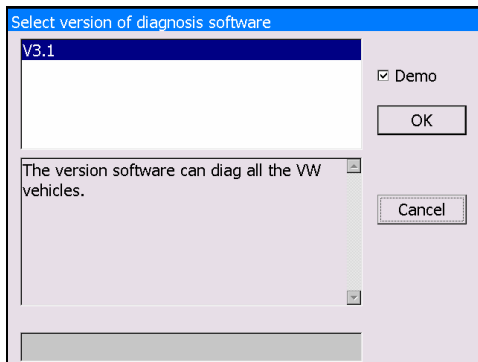 Select version of diagnosis software
V3.1
Demo
OK
The version software can diag all the VW
vehicles.
Cancel